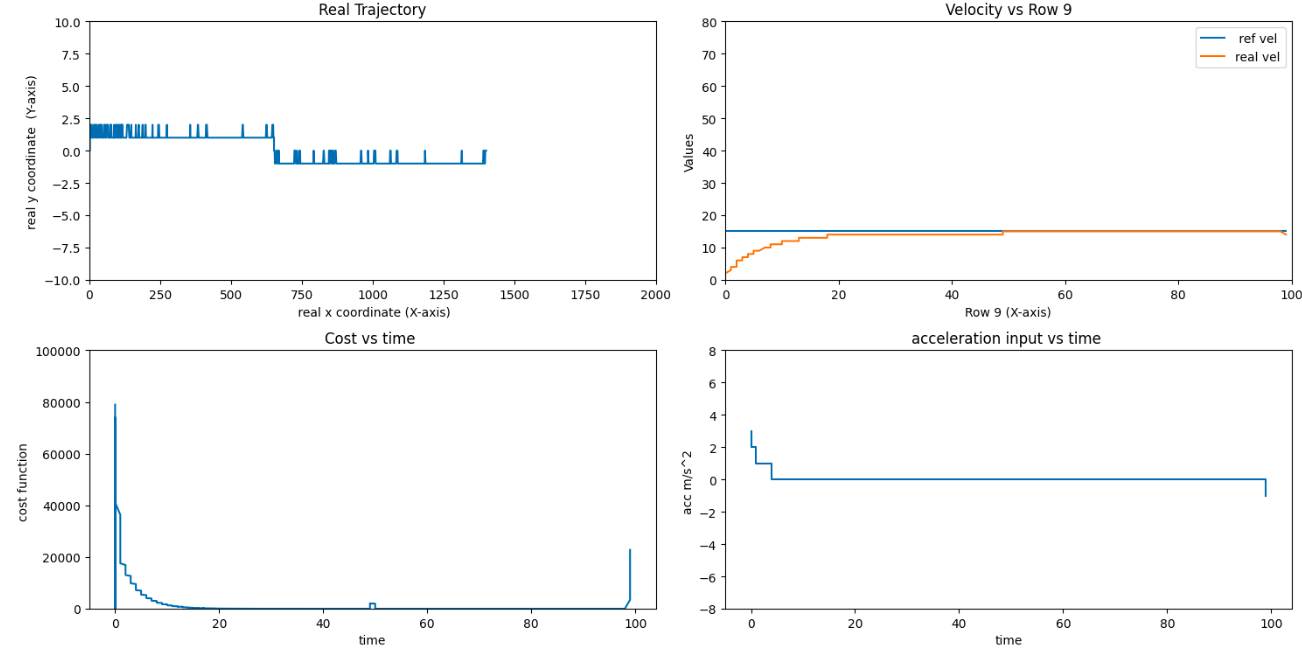 Real Trajectory
10.0
7.5
5.0
2.5
0.0
−2.5
−5.0
−7.5
−10.0
real y coordinate  (Y-axis)
0 250 500 750 1000 1250 1500 1750 2000
real x coordinate (X-axis)
Velocity vs Row 9
80
70
60
50
40
30
20
10
0
Values
ref vel
real vel
0 20 40 60 80 100
Row 9 (X-axis)
Cost vs time
100000
80000
60000
40000
20000
0
cost function
0 20 40 60 80 100
time
acceleration input vs time
8
6
4
2
0
−2
−4
−6
−8
acc m/s^2
0 20 40 60 80 100
time